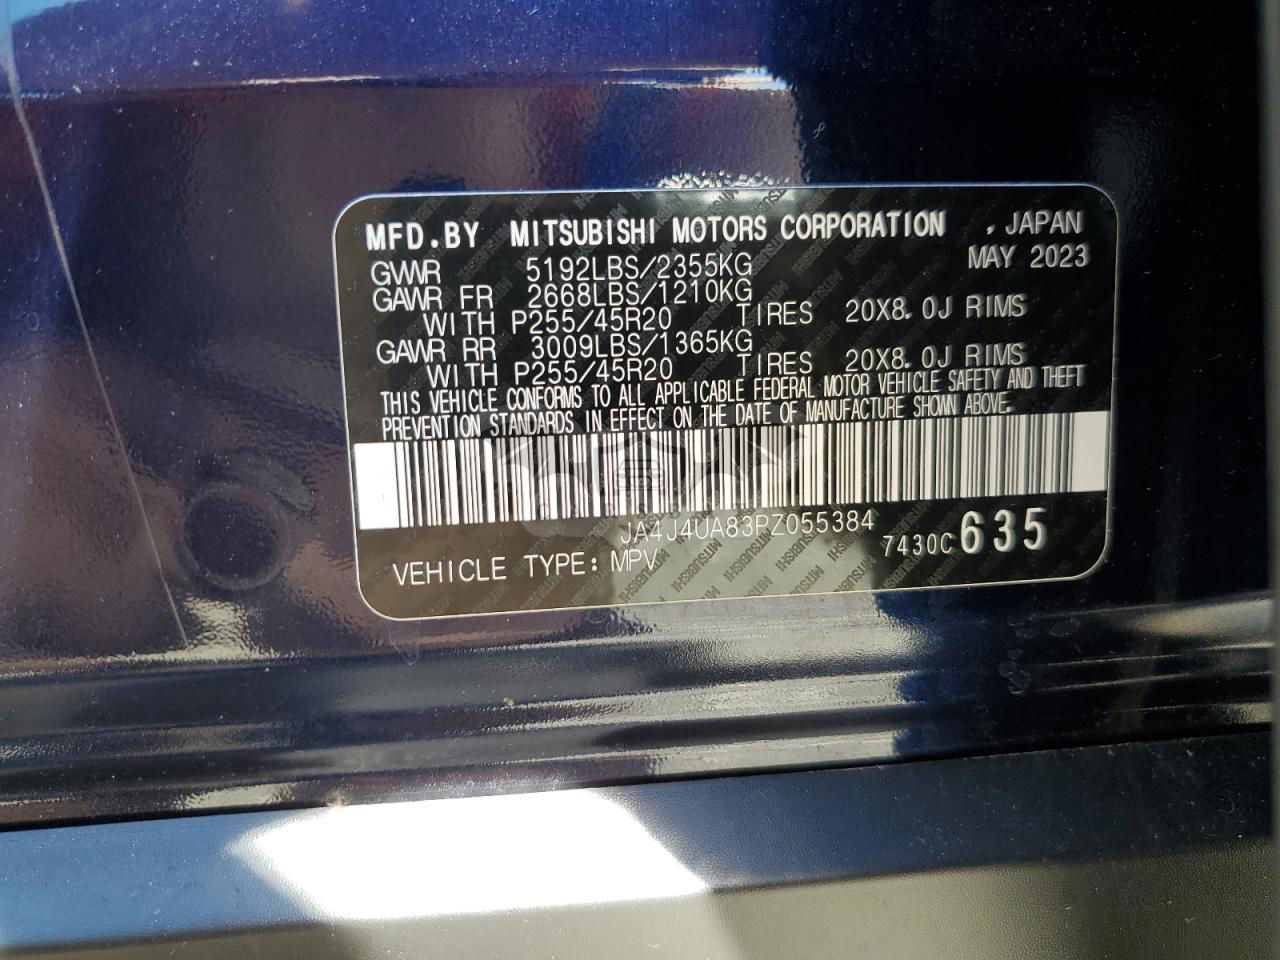 MFD.BY MITSUBISHI MOTORS CORPORATION , JAPAN
GVWR 5192LBS/2355KG MAY 2023
GAWR FR 2668LBS/1210KG
WITH P255/45R20 TIRES 20X8.0J RIMS
GAWR RR 3009LBS/1365KG
WITH P255/45R20 TIRES 20X8.0J RIMS
THIS VEHICLE CONFORMS TO ALL APPLICABLE FEDERAL MOTOR VEHICLE SAFETY AND THEFT
PREVENTION STANDARDS IN EFFECT ON THE DATE OF MANUFACTURE SHOWN ABOVE.
JA4J4UA83PZ055384
VEHICLE TYPE: MPV 7430C 635